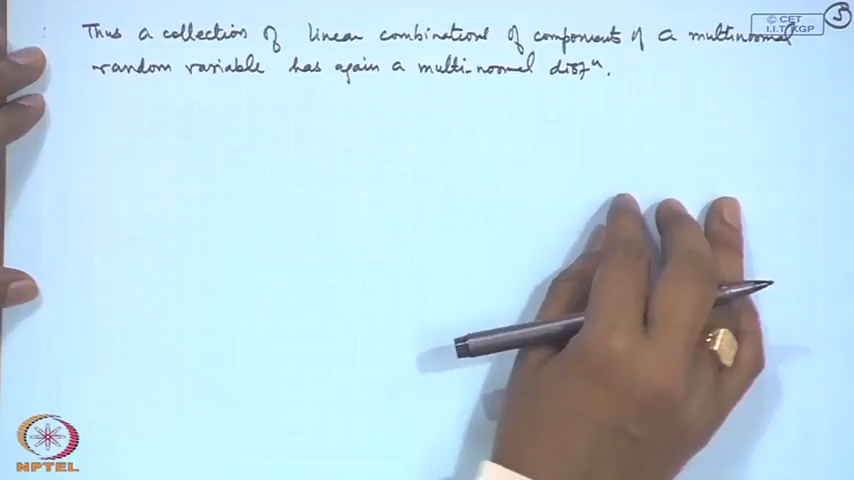 Thus a collection of linear combinations of components of a multinormal
random variable has again a multi-normal distⁿ.
© CET
I.I.T. KGP
5
NPTEL